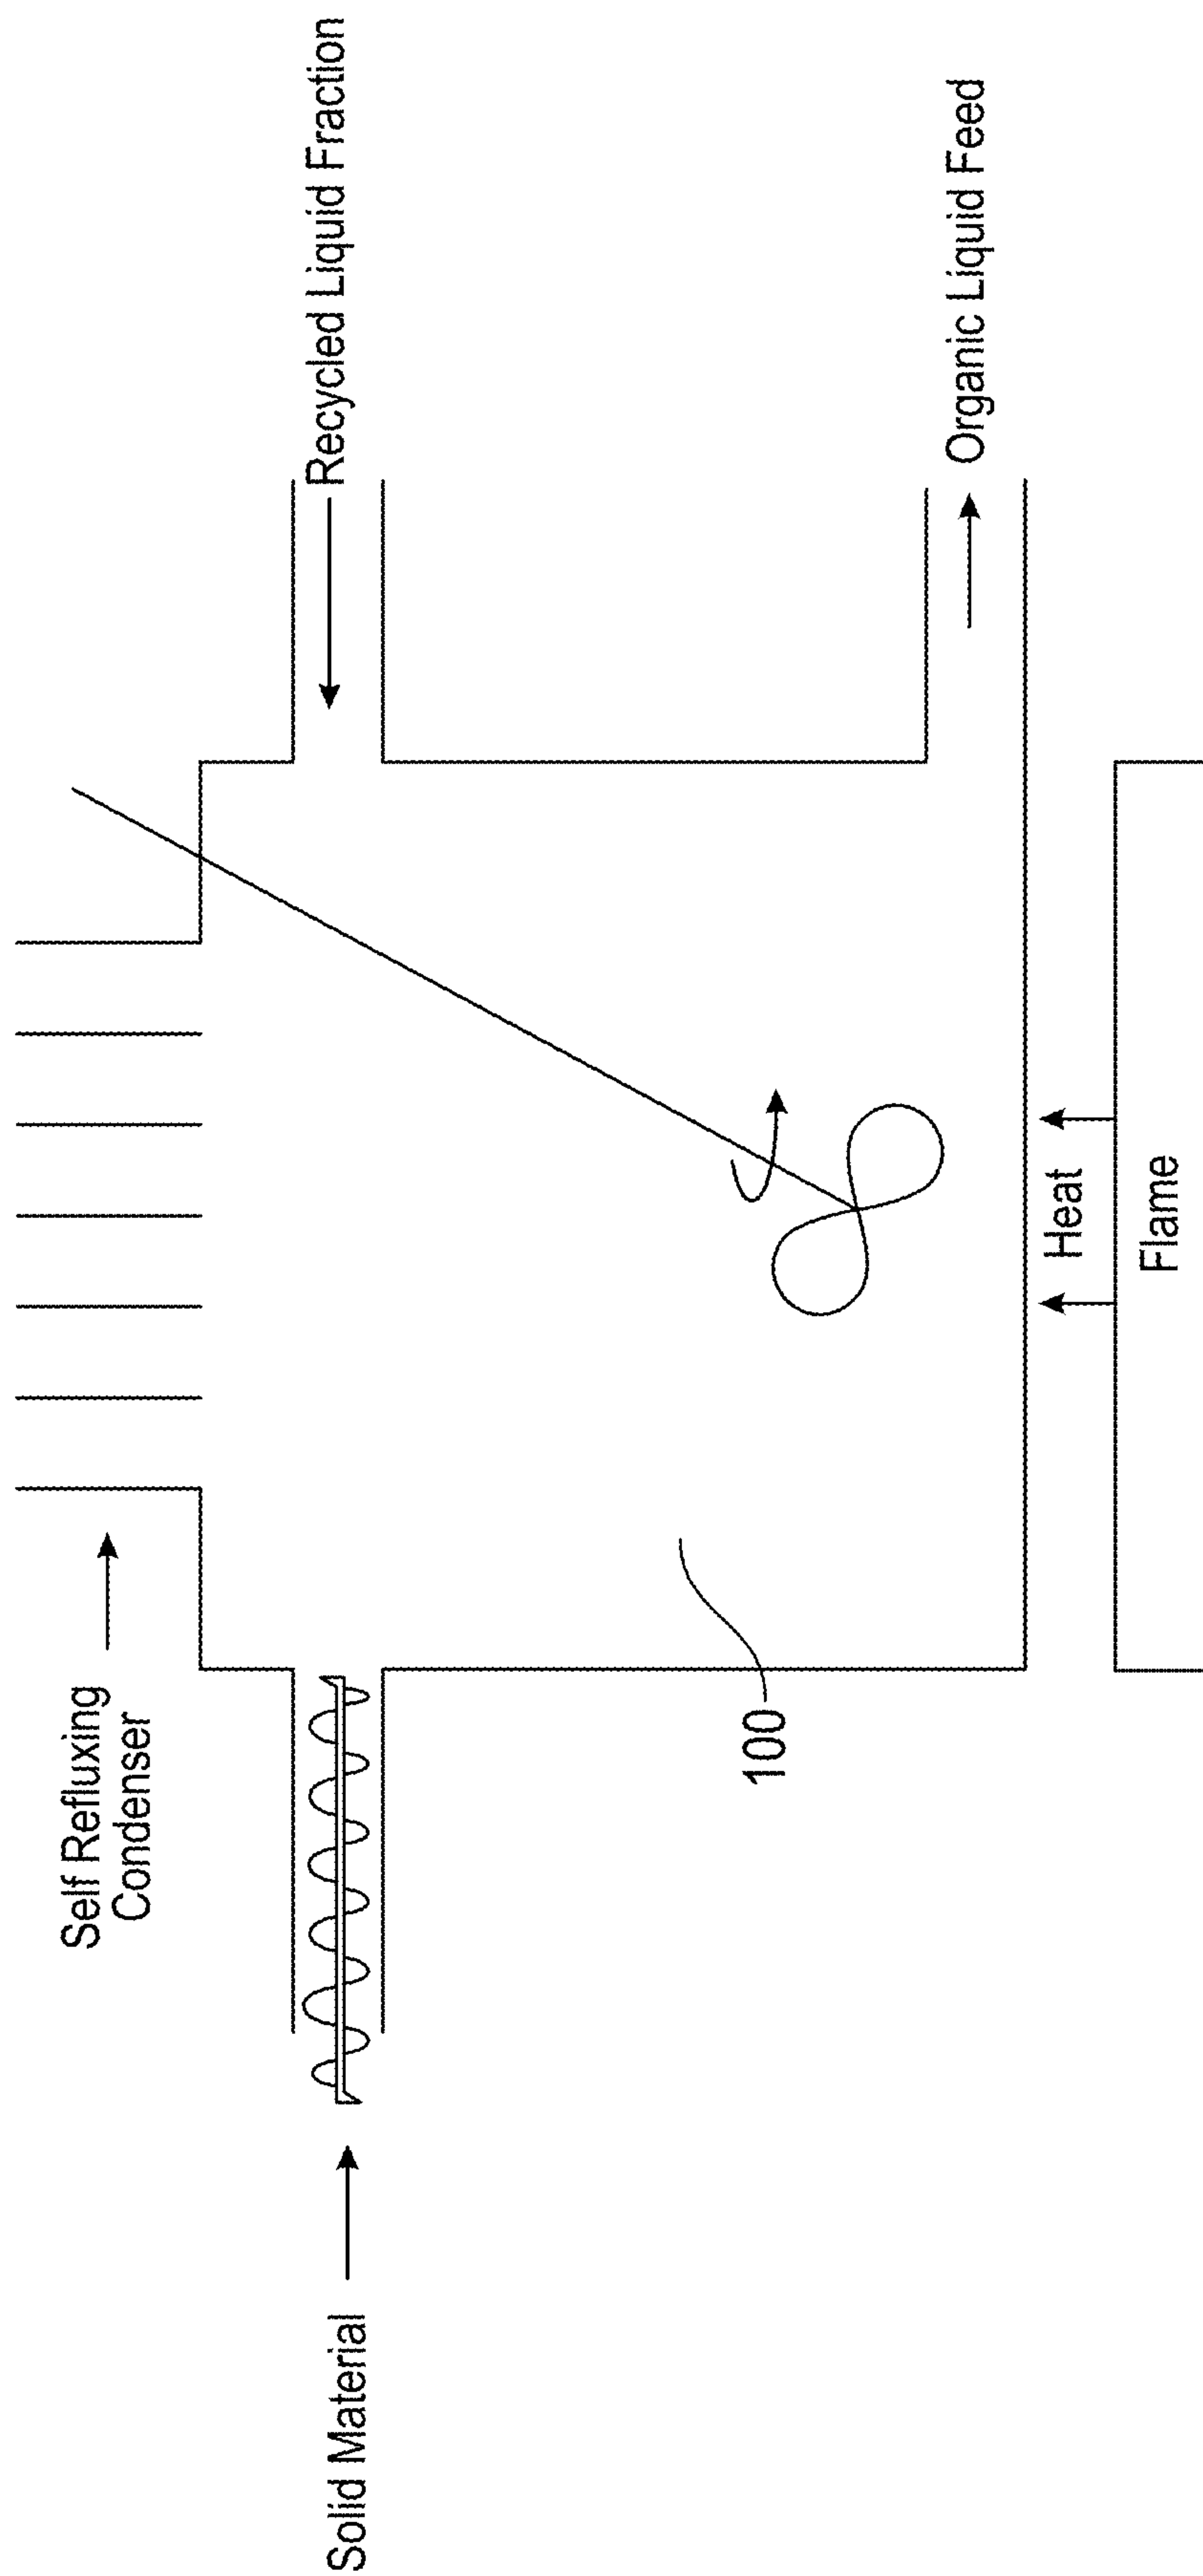 Self Refluxing
Condenser
Solid Material
Recycled Liquid Fraction
100
Organic Liquid Feed
Heat
Flame